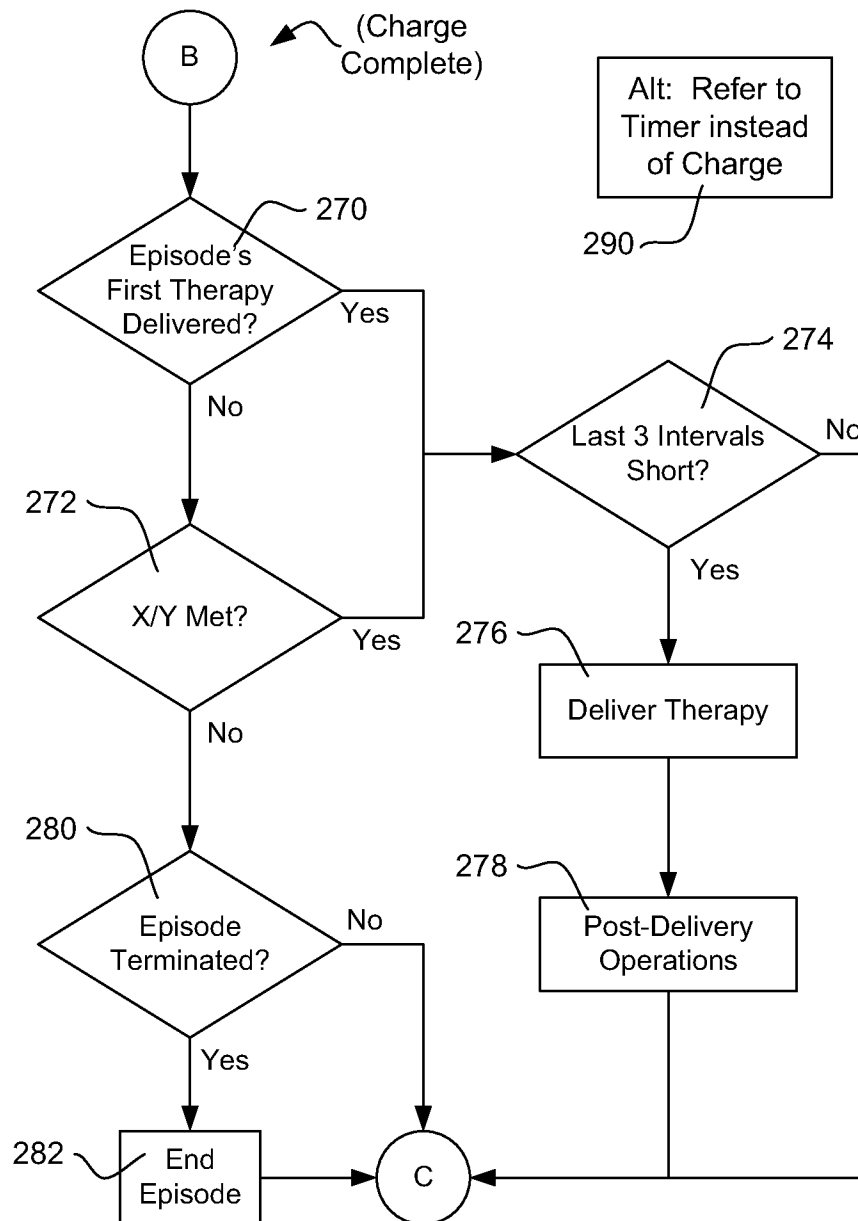 B
(Charge
Complete)
Alt: Refer to
Timer instead
of Charge
290
270
Episode's
First Therapy
Delivered?
Yes
No
274
Last 3 Intervals
Short?
No
Yes
272
X/Y Met?
Yes
No
276
Deliver Therapy
278
Post-Delivery
Operations
280
Episode
Terminated?
No
Yes
282
End
Episode
C